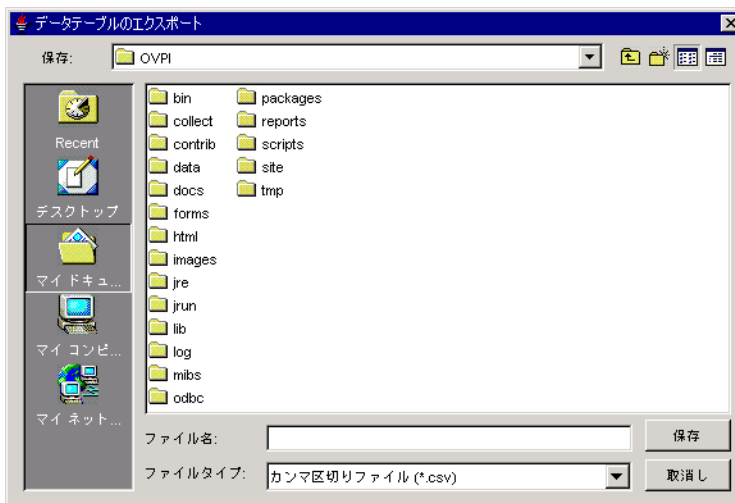 データテーブルのエクスポート
保存: OVPI
Recent
デスクトップ
マイ ドキュ...
マイ コンピ...
マイ ネット...
bin
collect
contrib
data
docs
forms
html
images
jre
jrun
lib
log
mibs
odbc
packages
reports
scripts
site
tmp
ファイル名:
保存
ファイルタイプ: カンマ区切りファイル (*.csv)
取消し